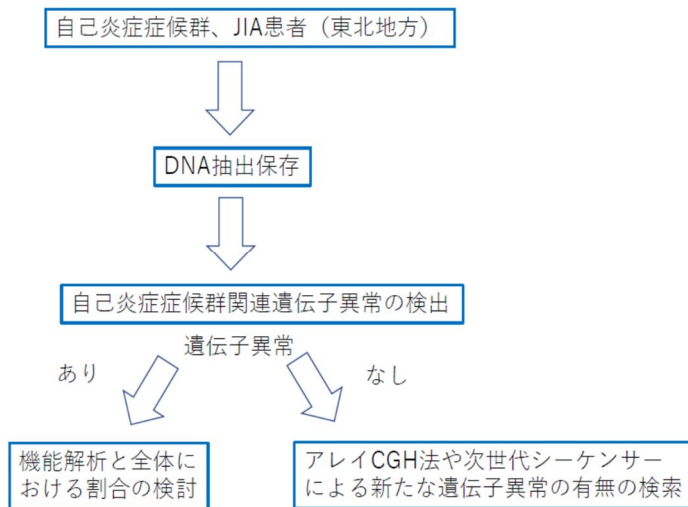 自己炎症症候群、JIA患者（東北地方）
DNA抽出保存
自己炎症症候群関連遺伝子異常の検出
遺伝子異常
あり
なし
機能解析と全体に
おける割合の検討
アレイCGH法や次世代シーケンサー
による新たな遺伝子異常の有無の検索